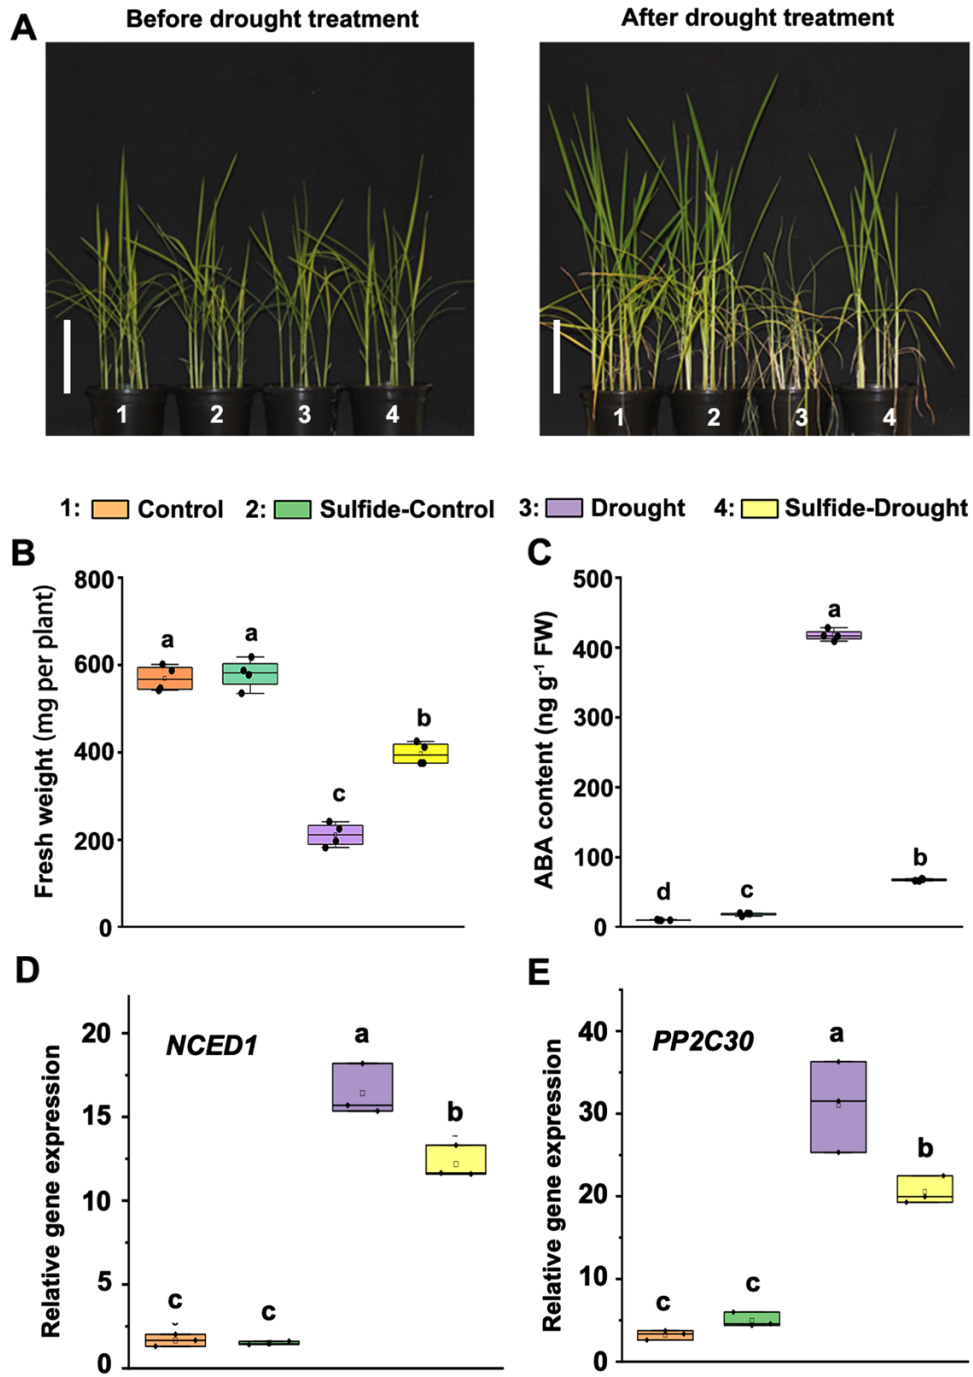 A
Before drought treatment
After drought treatment
1 2 3 4
1 2 3 4
1: Control 2: Sulfide-Control 3: Drought 4: Sulfide-Drought
B
Fresh weight (mg per plant)
800
600
400
200
0
a
a
c
b
C
ABA content (ng g⁻¹ FW)
500
400
300
200
100
0
d
c
a
b
D
Relative gene expression
NCED1
20
15
10
5
0
c
c
a
b
E
Relative gene expression
PP2C30
40
30
20
10
0
c
c
a
b